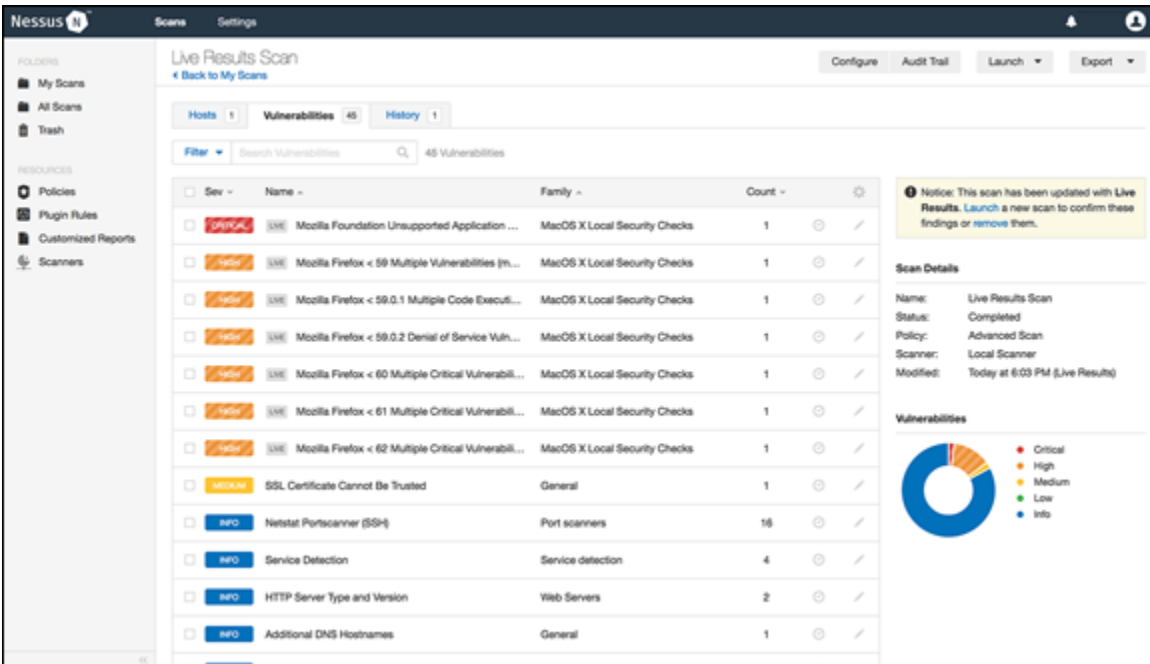 Nessus N
Scans Settings
FOLDERS
My Scans
All Scans
Trash
RESOURCES
Policies
Plugin Rules
Customized Reports
Scanners
Live Results Scan
Back to My Scans
Configure Audit Trail Launch Export
Hosts 1 Vulnerabilities 45 History 1
Filter Search Vulnerabilities 45 Vulnerabilities
Sev Name Family Count
CRITICAL LIVE Mozilla Foundation Unsupported Application ... MacOS X Local Security Checks 1
HIGH LIVE Mozilla Firefox < 59 Multiple Vulnerabilities (m... MacOS X Local Security Checks 1
HIGH LIVE Mozilla Firefox < 59.0.1 Multiple Code Executi... MacOS X Local Security Checks 1
HIGH LIVE Mozilla Firefox < 59.0.2 Denial of Service Vuln... MacOS X Local Security Checks 1
HIGH LIVE Mozilla Firefox < 60 Multiple Critical Vulnerabili... MacOS X Local Security Checks 1
HIGH LIVE Mozilla Firefox < 61 Multiple Critical Vulnerabili... MacOS X Local Security Checks 1
HIGH LIVE Mozilla Firefox < 62 Multiple Critical Vulnerabili... MacOS X Local Security Checks 1
MEDIUM SSL Certificate Cannot Be Trusted General 1
INFO Netstat Portscanner (SSH) Port scanners 16
INFO Service Detection Service detection 4
INFO HTTP Server Type and Version Web Servers 2
INFO Additional DNS Hostnames General 1
Notice: This scan has been updated with Live
Results. Launch a new scan to confirm these
findings or remove them.
Scan Details
Name: Live Results Scan
Status: Completed
Policy: Advanced Scan
Scanner: Local Scanner
Modified: Today at 6:03 PM (Live Results)
Vulnerabilities
Critical
High
Medium
Low
Info